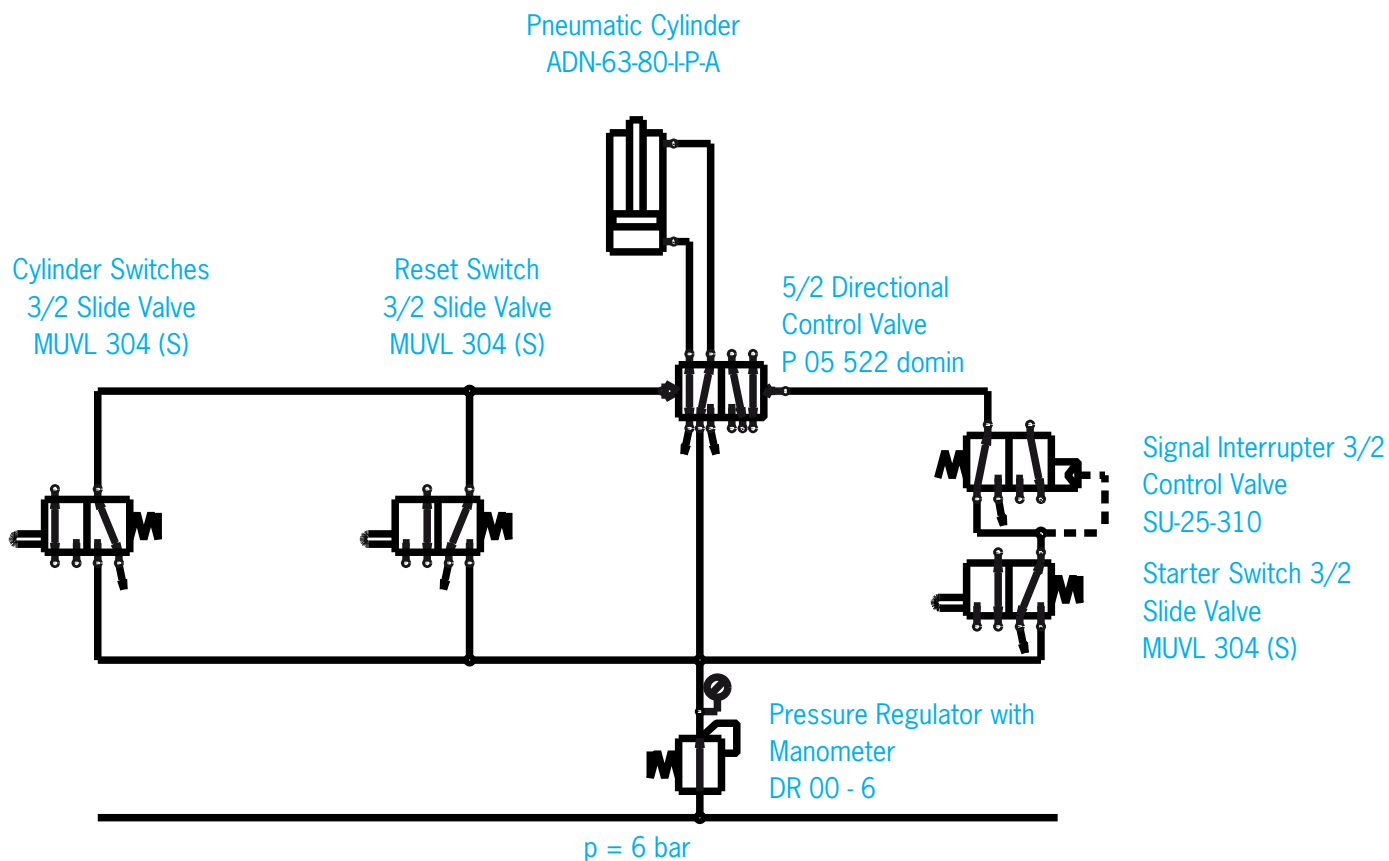 Pneumatic Cylinder
ADN-63-80-I-P-A
Cylinder Switches
3/2 Slide Valve
MUVL 304 (S)
Reset Switch
3/2 Slide Valve
MUVL 304 (S)
5/2 Directional
Control Valve
P 05 522 domin
Signal Interrupter 3/2
Control Valve
SU-25-310
Starter Switch 3/2
Slide Valve
MUVL 304 (S)
Pressure Regulator with
Manometer
DR 00 - 6
p = 6 bar